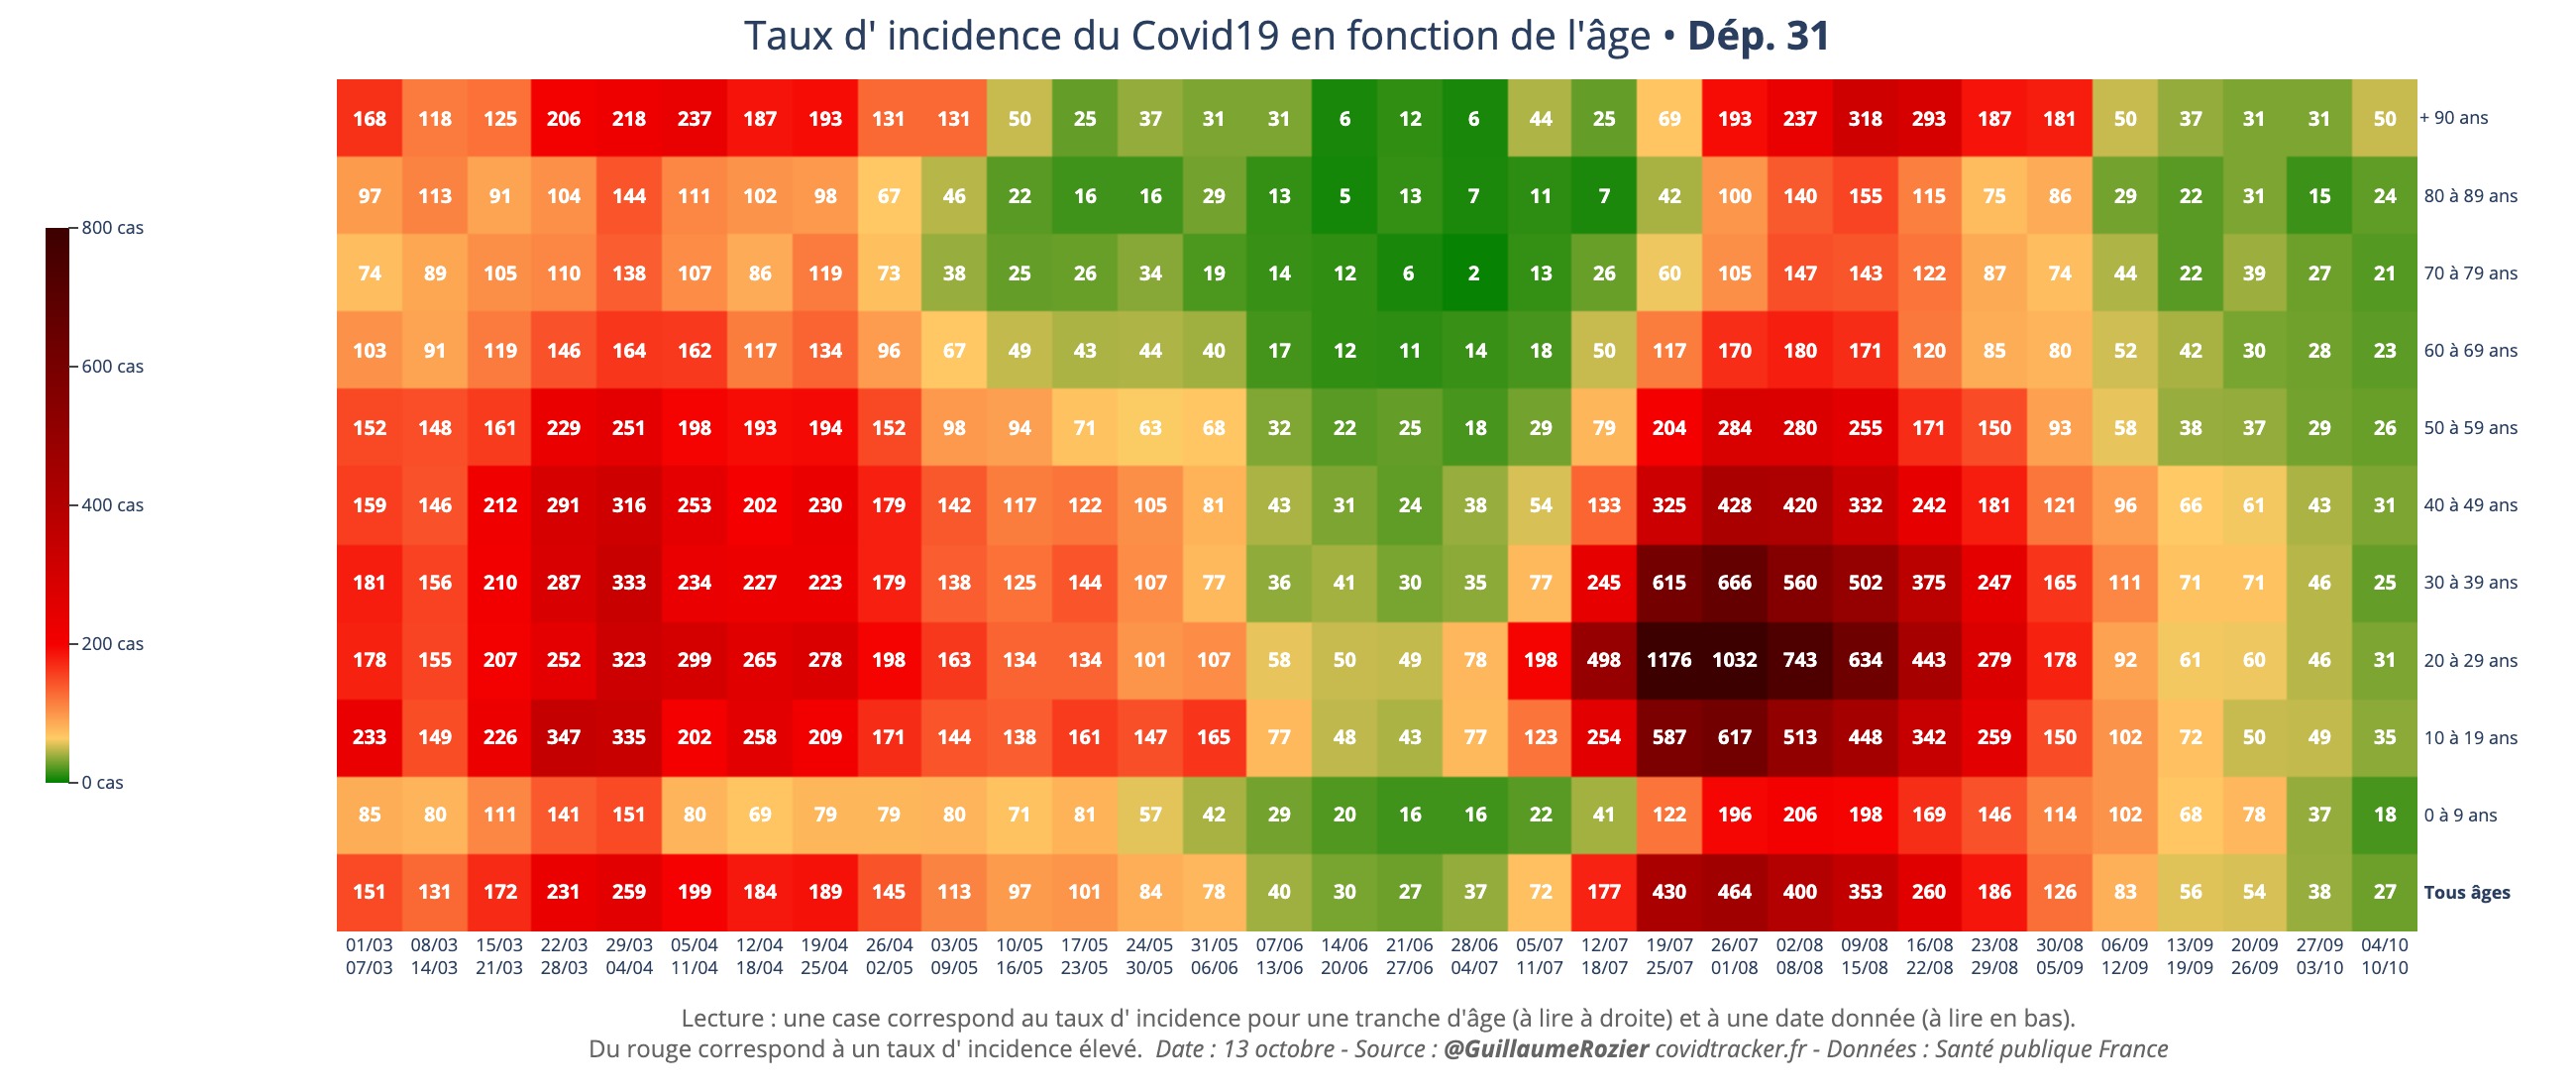 Taux d' incidence du Covid19 en fonction de l'âge • Dép. 31
168 118 125 206 218 237 187 193 131 131 50 25 37 31 31 6 12 6 44 25 69 193 237 318 293 187 181 50 37 31 31 50 + 90 ans
97 113 91 104 144 111 102 98 67 46 22 16 16 29 13 5 13 7 11 7 42 100 140 155 115 75 86 29 22 31 15 24 80 à 89 ans
800 cas
74 89 105 110 138 107 86 119 73 38 25 26 34 19 14 12 6 2 13 26 60 105 147 143 122 87 74 44 22 39 27 21 70 à 79 ans
103 91 119 146 164 162 117 134 96 67 49 43 44 40 17 12 11 14 18 50 117 170 180 171 120 85 80 52 42 30 28 23 60 à 69 ans
600 cas
152 148 161 229 251 198 193 194 152 98 94 71 63 68 32 22 25 18 29 79 204 284 280 255 171 150 93 58 38 37 29 26 50 à 59 ans
400 cas
159 146 212 291 316 253 202 230 179 142 117 122 105 81 43 31 24 38 54 133 325 428 420 332 242 181 121 96 66 61 43 31 40 à 49 ans
181 156 210 287 333 234 227 223 179 138 125 144 107 77 36 41 30 35 77 245 615 666 560 502 375 247 165 111 71 71 46 25 30 à 39 ans
200 cas
178 155 207 252 323 299 265 278 198 163 134 134 101 107 58 50 49 78 198 498 1176 1032 743 634 443 279 178 92 61 60 46 31 20 à 29 ans
233 149 226 347 335 202 258 209 171 144 138 161 147 165 77 48 43 77 123 254 587 617 513 448 342 259 150 102 72 50 49 35 10 à 19 ans
0 cas
85 80 111 141 151 80 69 79 79 80 71 81 57 42 29 20 16 16 22 41 122 196 206 198 169 146 114 102 68 78 37 18 0 à 9 ans
151 131 172 231 259 199 184 189 145 113 97 101 84 78 40 30 27 37 72 177 430 464 400 353 260 186 126 83 56 54 38 27 Tous âges
01/03 08/03 15/03 22/03 29/03 05/04 12/04 19/04 26/04 03/05 10/05 17/05 24/05 31/05 07/06 14/06 21/06 28/06 05/07 12/07 19/07 26/07 02/08 09/08 16/08 23/08 30/08 06/09 13/09 20/09 27/09 04/10
07/03 14/03 21/03 28/03 04/04 11/04 18/04 25/04 02/05 09/05 16/05 23/05 30/05 06/06 13/06 20/06 27/06 04/07 11/07 18/07 25/07 01/08 08/08 15/08 22/08 29/08 05/09 12/09 19/09 26/09 03/10 10/10
Lecture : une case correspond au taux d' incidence pour une tranche d'âge (à lire à droite) et à une date donnée (à lire en bas).
Du rouge correspond à un taux d' incidence élevé. Date : 13 octobre - Source : @GuillaumeRozier covidtracker.fr - Données : Santé publique France